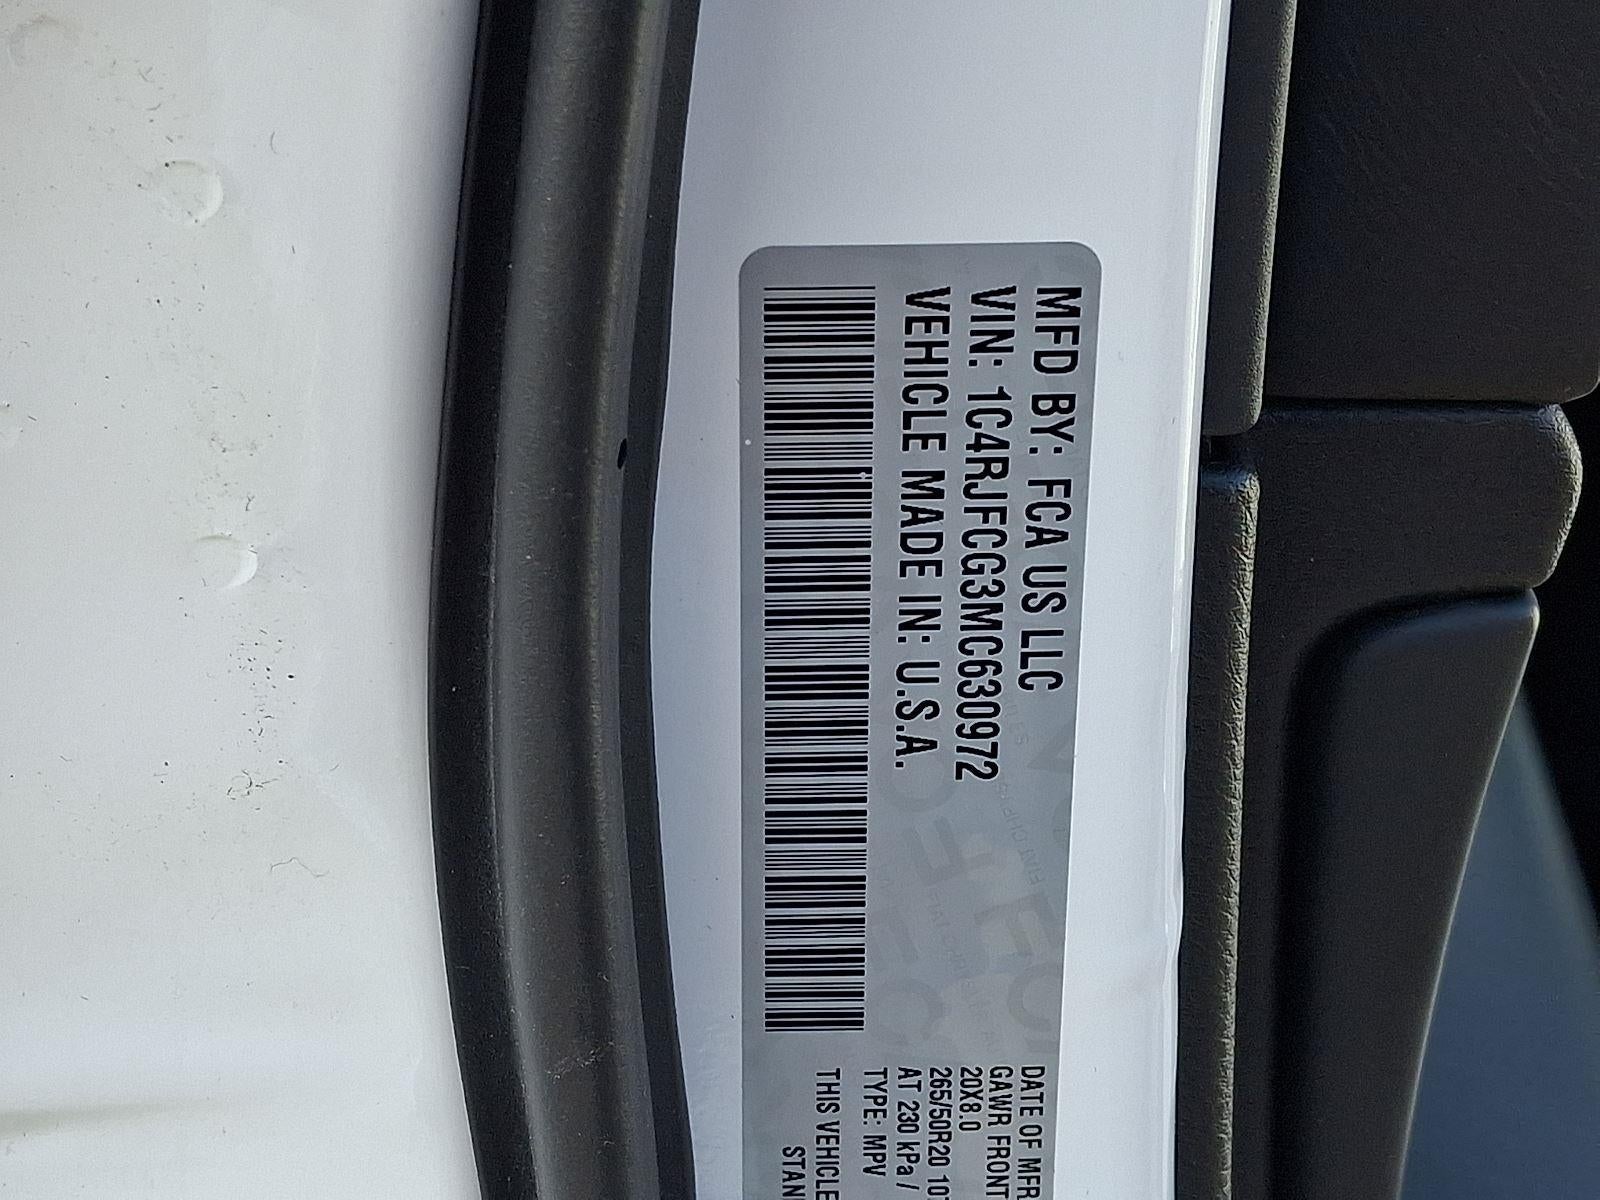 MFD BY: FCA US LLC
VIN: 1C4RJFCG3MC630972
VEHICLE MADE IN: U.S.A.
DATE OF MFR
GAWR FRONT
20X8.0
265/50R20
AT 230 kPa /
TYPE: MPV
THIS VEHICLE